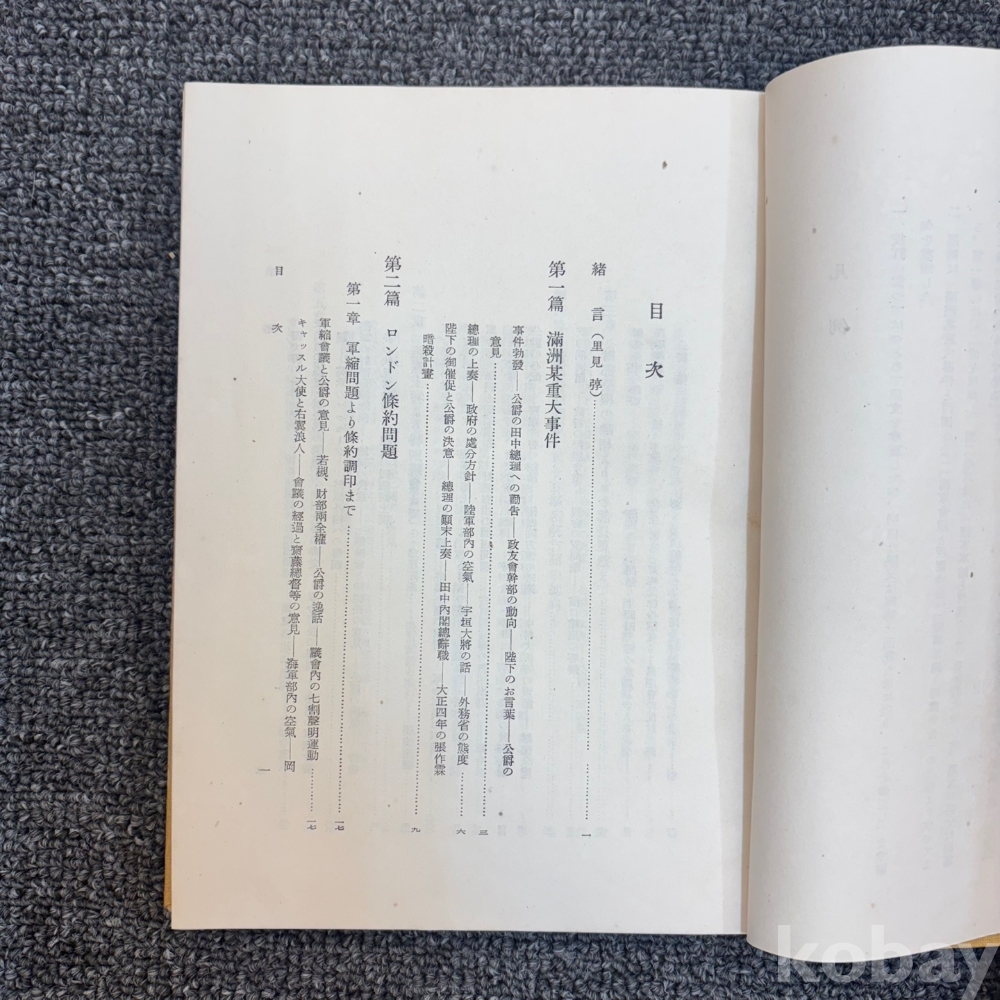 目次
緒言(里見弴)……一
第一篇 滿洲某重大事件
事件勃發――公爵の田中總理への勸告――政友會幹部の動向――陛下のお言葉――公爵の
意見……三
總理の上奏――政府の處分方針――陸軍部內の空氣――宇垣大將の話――外務省の態度……六
陛下の御催促と公爵の決意――總理の顚末上奏――田中內閣總辭職――大正四年の張作霖
暗殺計畫……九
第二篇 ロンドン條約問題
第一章 軍縮問題より條約調印まで……一七
軍縮會議と公爵の意見――若槻、財部兩全權――公爵の逸話――議會內の七割聲明運動……一七
キャッスル大使と右翼浪人――會議の經過と齋藤總督等の意見――海軍部內の空氣――岡
目次 一
kobay